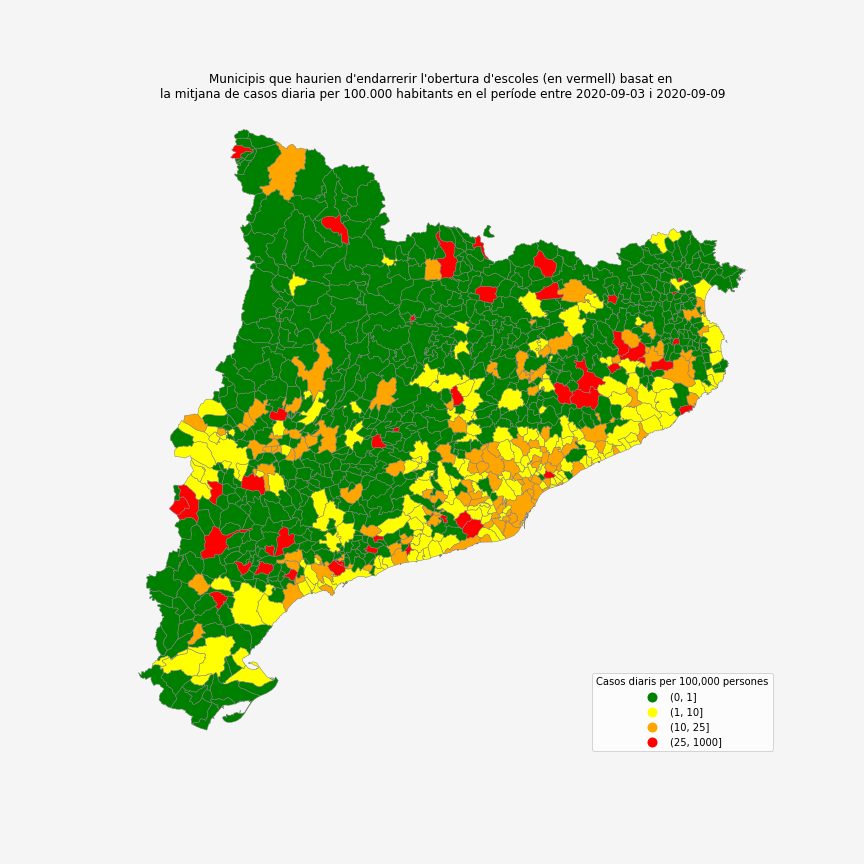 Municipis que haurien d'endarrerir l'obertura d'escoles (en vermell) basat en
la mitjana de casos diaria per 100.000 habitants en el període entre 2020-09-03 i 2020-09-09
Casos diaris per 100,000 persones
(0, 1]
(1, 10]
(10, 25]
(25, 1000]